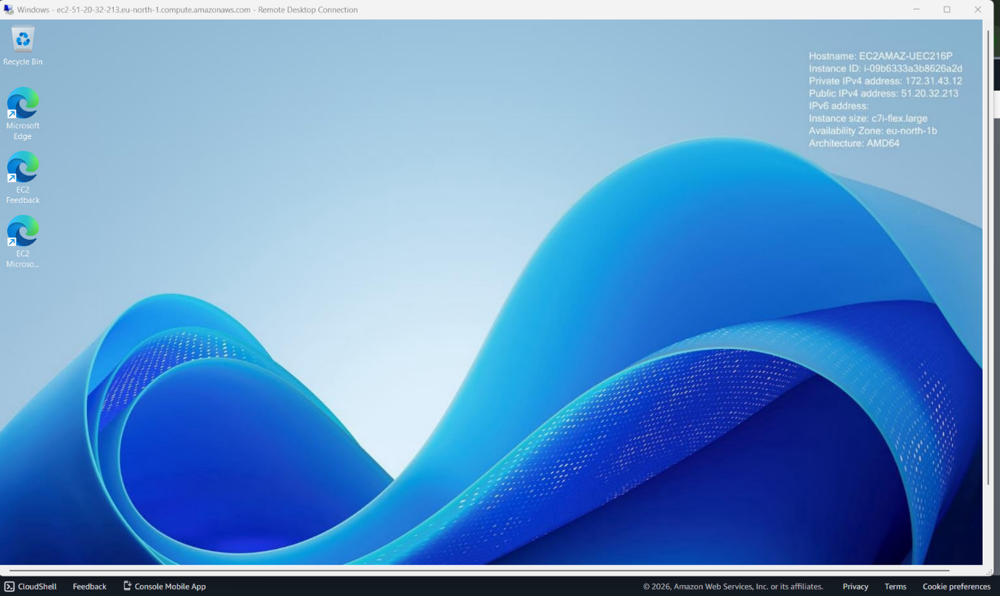 Windows - ec2-51-20-32-213.eu-north-1.compute.amazonaws.com - Remote Desktop Connection
Recycle Bin
Microsoft
Edge
EC2
Feedback
EC2
Microso...
Hostname: EC2AMAZ-UEC216P
Instance ID: i-09b6333a3b8626a2d
Private IPv4 address: 172.31.43.12
Public IPv4 address: 51.20.32.213
IPv6 address:
Instance size: c7i-flex.large
Availability Zone: eu-north-1b
Architecture: AMD64
CloudShell
Feedback
Console Mobile App
© 2026, Amazon Web Services, Inc. or its affiliates.
Privacy
Terms
Cookie preferences